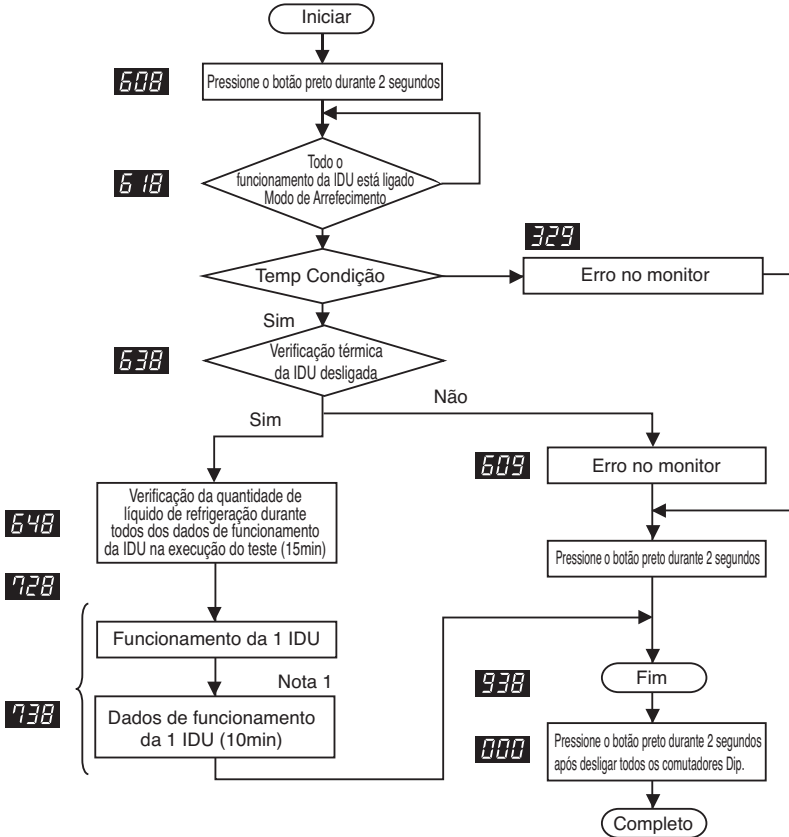 Iniciar
608
Pressione o botão preto durante 2 segundos
618
Todo o
funcionamento da IDU está ligado
Modo de Arrefecimento
329
Temp Condição
Erro no monitor
Sim
638
Verificação térmica
da IDU desligada
Não
Sim
609
Erro no monitor
648
Verificação da quantidade de
líquido de refrigeração durante
todos dos dados de funcionamento
da IDU na execução do teste (15min)
Pressione o botão preto durante 2 segundos
728
Funcionamento da 1 IDU
Nota 1
938
Fim
738
Dados de funcionamento
da 1 IDU (10min)
000
Pressione o botão preto durante 2 segundos
após desligar todos os comutadores Dip.
Completo